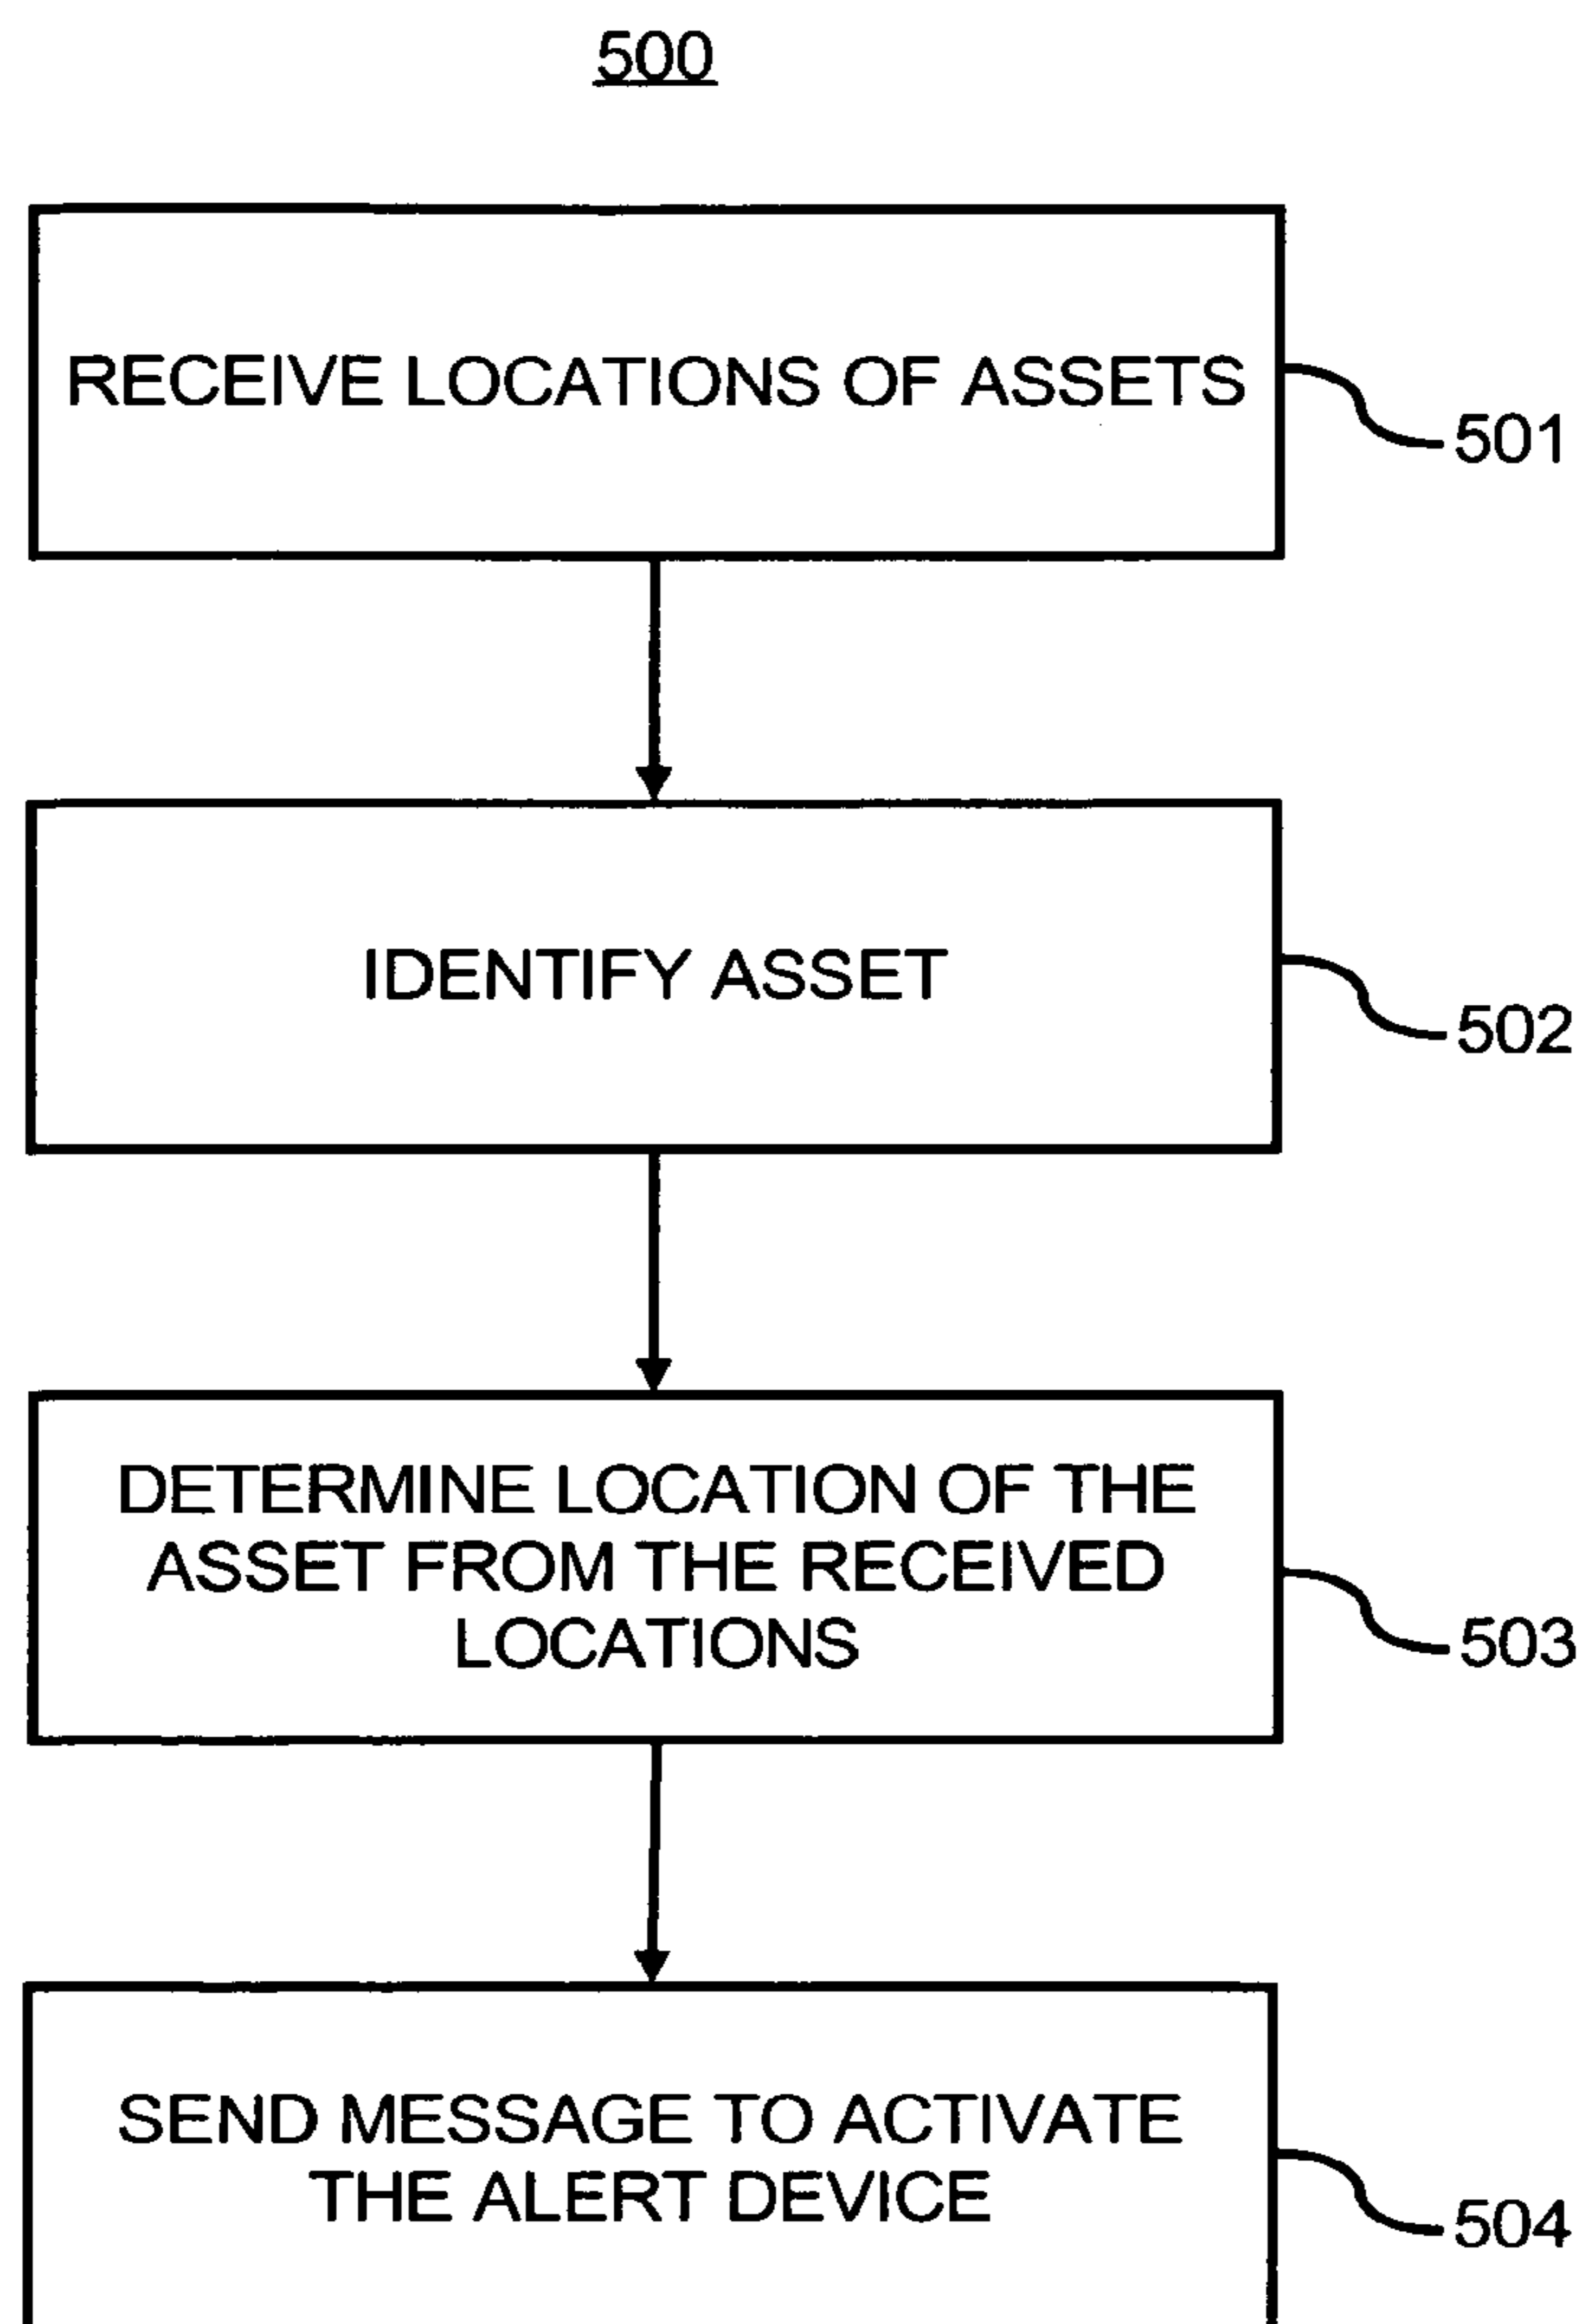 500
RECEIVE LOCATIONS OF ASSETS
501
IDENTIFY ASSET
502
DETERMINE LOCATION OF THE
ASSET FROM THE RECEIVED
LOCATIONS
503
SEND MESSAGE TO ACTIVATE
THE ALERT DEVICE
504